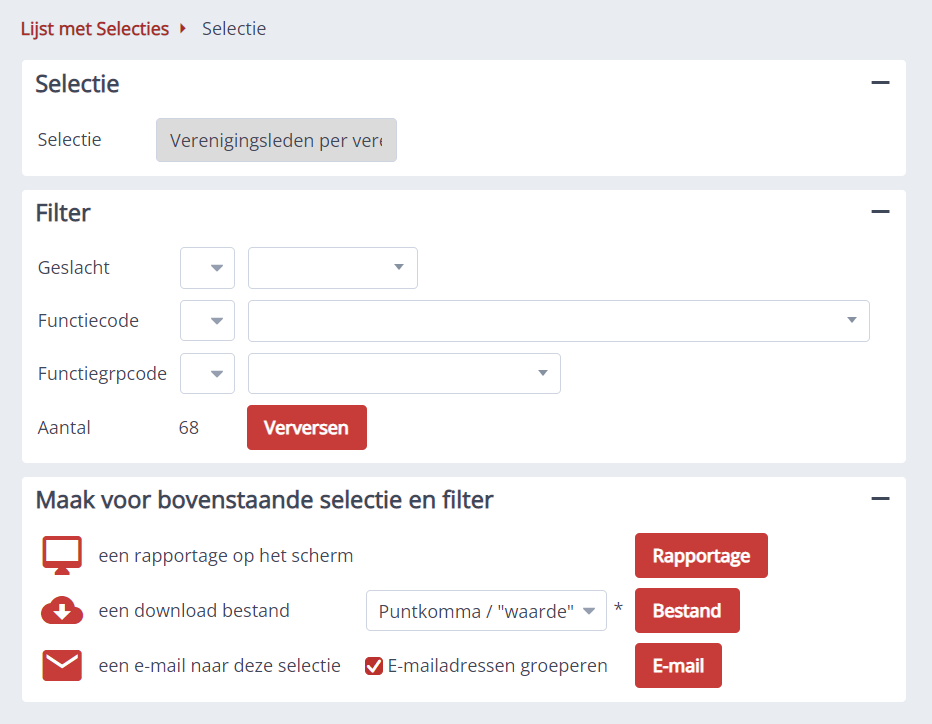 Lijst met Selecties Selectie
Selectie
Selectie Verenigingsleden per vere
Filter
Geslacht
Functiecode
Functiegrpcode
Aantal 68 Verversen
Maak voor bovenstaande selectie en filter
een rapportage op het scherm Rapportage
een download bestand Puntkomma / "waarde" * Bestand
een e-mail naar deze selectie E-mailadressen groeperen E-mail